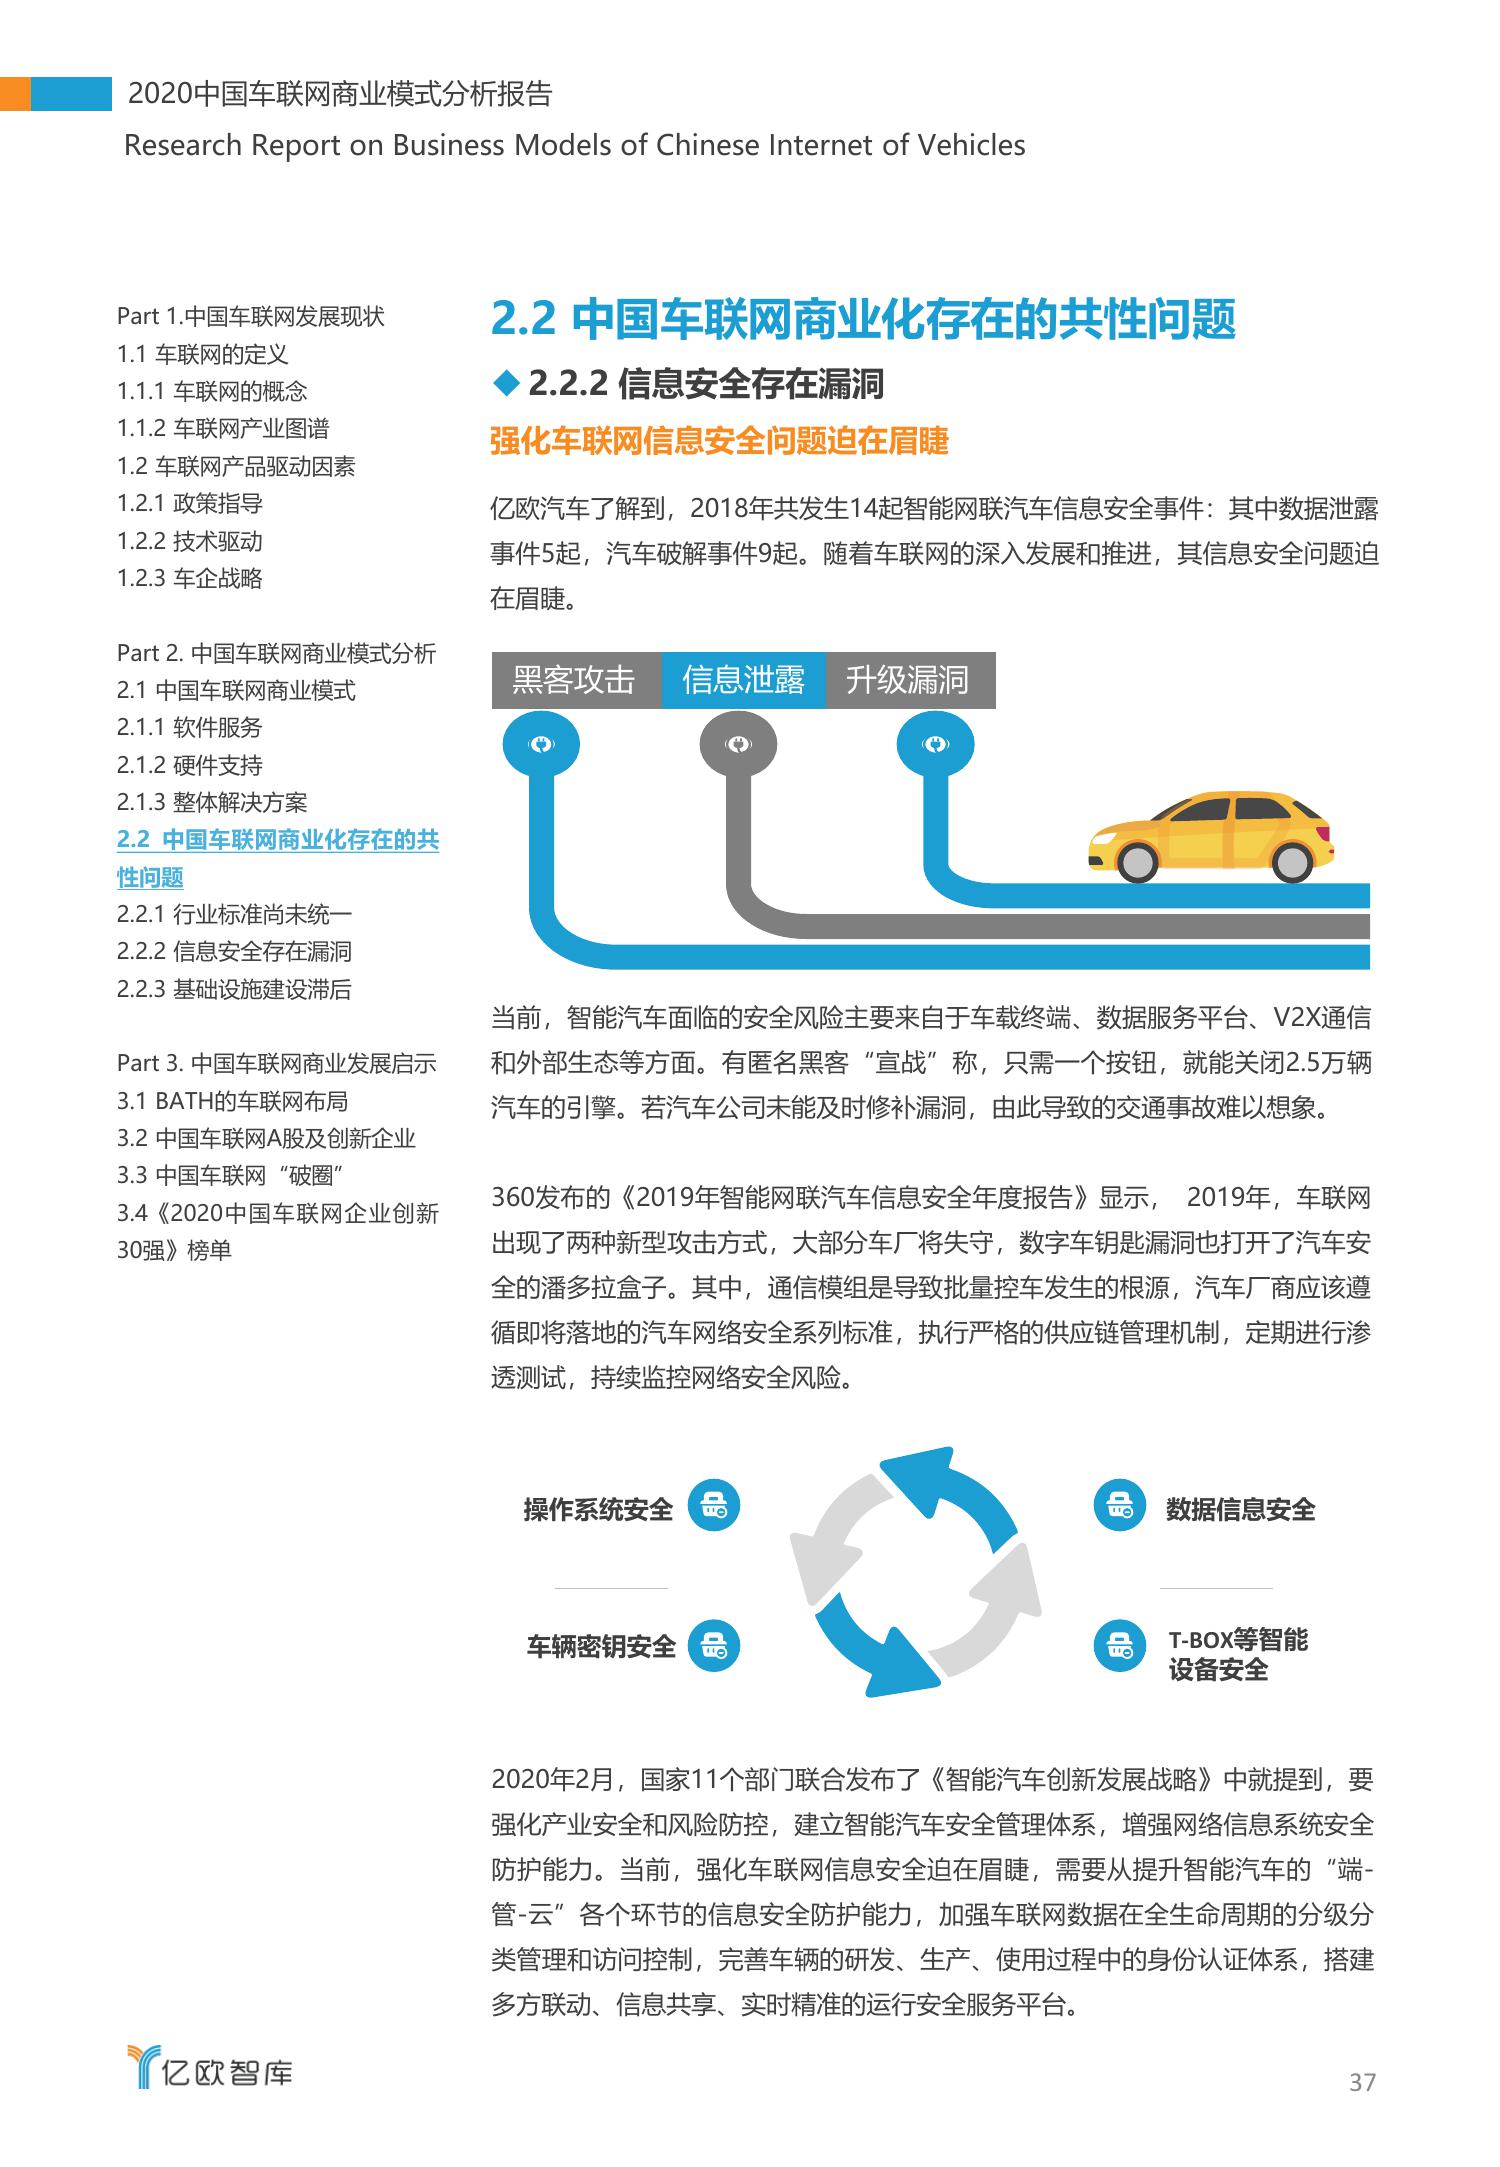 2020中国车联网商业模式分析报告
Research Report on Business Models of Chinese Internet of Vehicles
Part 1.中国车联网发展现状
1.1 车联网的定义
1.1.1 车联网的概念
1.1.2 车联网产业图谱
1.2 车联网产品驱动因素
1.2.1 政策指导
1.2.2 技术驱动
1.2.3 车企战略
Part 2. 中国车联网商业模式分析
2.1 中国车联网商业模式
2.1.1 软件服务
2.1.2 硬件支持
2.1.3 整体解决方案
2.2 中国车联网商业化存在的共
性问题
2.2.1 行业标准尚未统一
2.2.2 信息安全存在漏洞
2.2.3 基础设施建设滞后
Part 3. 中国车联网商业发展启示
3.1 BATH的车联网布局
3.2 中国车联网A股及创新企业
3.3 中国车联网“破圈”
3.4《2020中国车联网企业创新
30强》榜单
2.2 中国车联网商业化存在的共性问题
◆ 2.2.2 信息安全存在漏洞
强化车联网信息安全问题迫在眉睫
亿欧汽车了解到，2018年共发生14起智能网联汽车信息安全事件：其中数据泄露
事件5起，汽车破解事件9起。随着车联网的深入发展和推进，其信息安全问题迫
在眉睫。
黑客攻击 信息泄露 升级漏洞
当前，智能汽车面临的安全风险主要来自于车载终端、数据服务平台、V2X通信
和外部生态等方面。有匿名黑客“宣战”称，只需一个按钮，就能关闭2.5万辆
汽车的引擎。若汽车公司未能及时修补漏洞，由此导致的交通事故难以想象。
360发布的《2019年智能网联汽车信息安全年度报告》显示， 2019年，车联网
出现了两种新型攻击方式，大部分车厂将失守，数字车钥匙漏洞也打开了汽车安
全的潘多拉盒子。其中，通信模组是导致批量控车发生的根源，汽车厂商应该遵
循即将落地的汽车网络安全系列标准，执行严格的供应链管理机制，定期进行渗
透测试，持续监控网络安全风险。
操作系统安全
数据信息安全
车辆密钥安全
T-BOX等智能
设备安全
2020年2月，国家11个部门联合发布了《智能汽车创新发展战略》中就提到，要
强化产业安全和风险防控，建立智能汽车安全管理体系，增强网络信息系统安全
防护能力。当前，强化车联网信息安全迫在眉睫，需要从提升智能汽车的“端-
管-云”各个环节的信息安全防护能力，加强车联网数据在全生命周期的分级分
类管理和访问控制，完善车辆的研发、生产、使用过程中的身份认证体系，搭建
多方联动、信息共享、实时精准的运行安全服务平台。
亿欧智库
37